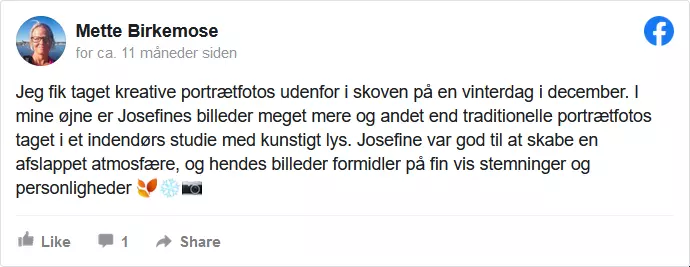 Mette Birkemose
for ca. 11 måneder siden
Jeg fik taget kreative portrætfotos udenfor i skoven på en vinterdag i december. I
mine øjne er Josefines billeder meget mere og andet end traditionelle portrætfotos
taget i et indendørs studie med kunstigt lys. Josefine var god til at skabe en
afslappet atmosfære, og hendes billeder formidler på fin vis stemninger og
personligheder 🍂❄️📷
Like 1 Share